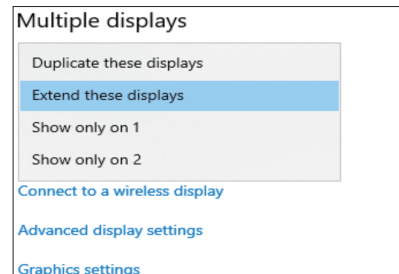 Multiple displays
Duplicate these displays
Extend these displays
Show only on 1
Show only on 2
Connect to a wireless display
Advanced display settings
Graphics settings